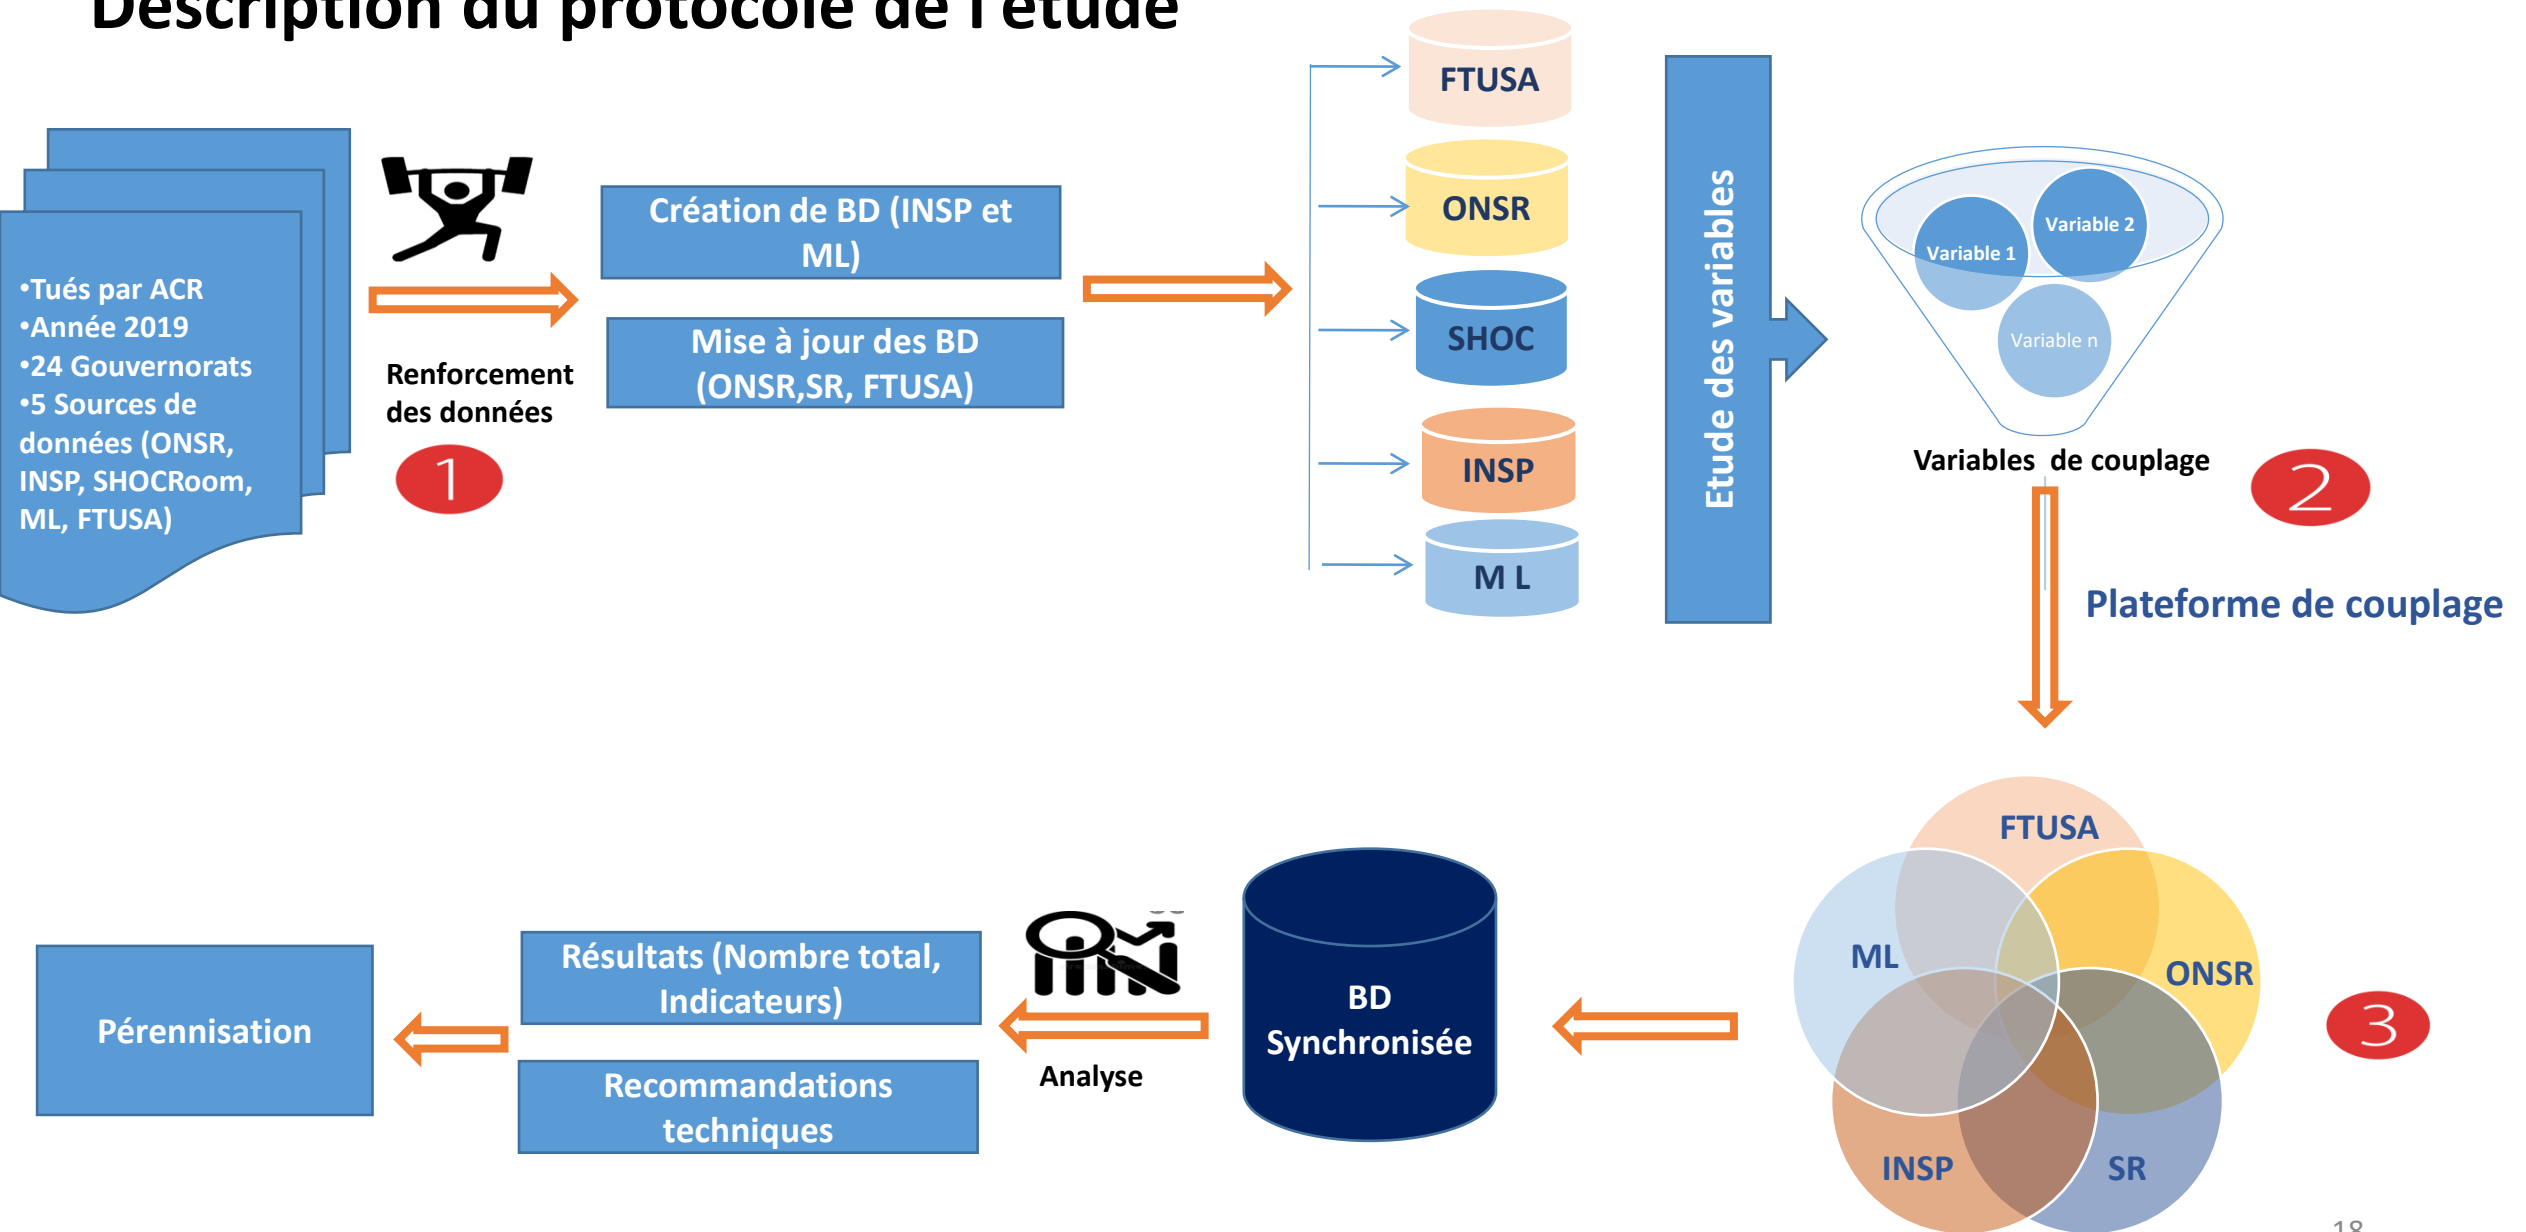 Description du protocole de l'étude
•Tués par ACR
•Année 2019
•24 Gouvernorats
•5 Sources de
données (ONSR,
INSP, SHOCRoom,
ML, FTUSA)
Renforcement
des données
1
Création de BD (INSP et
ML)
Mise à jour des BD
(ONSR,SR, FTUSA)
FTUSA
ONSR
SHOC
INSP
M L
Etude des variables
Variable 1
Variable 2
Variable n
Variables de couplage
2
Plateforme de couplage
FTUSA
ML
ONSR
INSP
SR
3
BD
Synchronisée
Analyse
Résultats (Nombre total,
Indicateurs)
Recommandations
techniques
Pérennisation
18